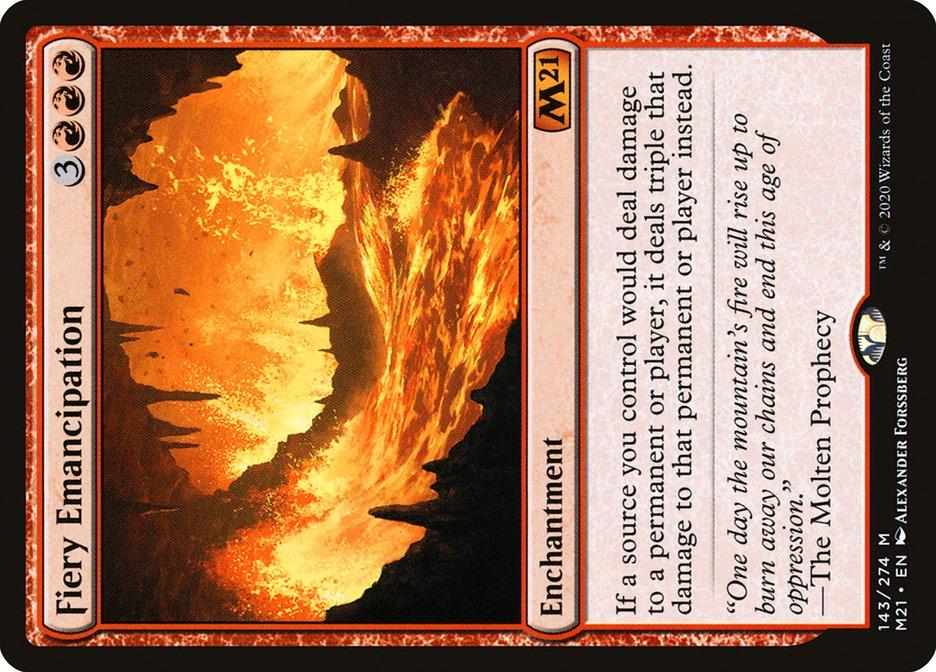 Fiery Emancipation
3
Enchantment
M21
If a source you control would deal damage
to a permanent or player, it deals triple that
damage to that permanent or player instead.
“One day the mountain’s fire will rise up to
burn away our chains and end this age of
oppression.”
—The Molten Prophecy
143/274 M
M21 • EN ALEXANDER FORSSBERG
™ & © 2020 Wizards of the Coast